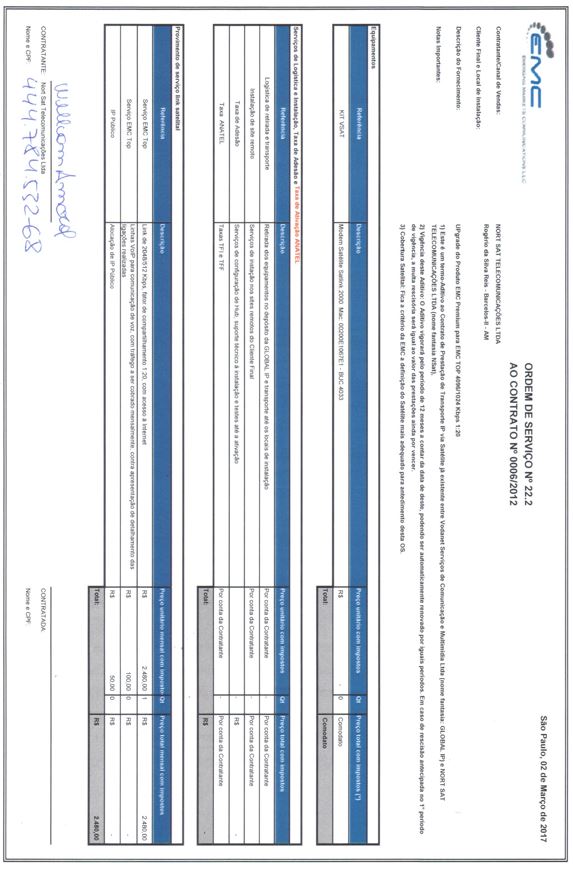 EMC
EMERGING MARKETS COMMUNICATIONS LLC
São Paulo, 02 de Março de 2017
ORDEM DE SERVIÇO Nº 22.2
AO CONTRATO Nº 0006/2012
Contratante/Canal de Vendas: NORT SAT TELECOMUNICAÇÕES LTDA
Cliente Final e Local de Instalação: Rogério da Silva Reis - Barcelos-II - AM
Descrição do Fornecimento: UPgrade do Produto EMC Premium para EMC TOP 4096/1024 Kbps 1:20
Notas Importantes: 1) Este é um termo Aditivo ao Contrato de Prestação de Transporte IP via Satélite já existente entre Vodanet Serviços de Comunicação e Multimídia Ltda (nome fantasia: GLOBAL IP) e NORT SAT
TELECOMUNICAÇÕES LTDA (nome fatasia NSat).
2) Vigência deste Aditivo: O Aditivo vigorará pelo período de 12 meses a contar da data de deste, podendo ser automaticamente renovado por iguais períodos. Em caso de rescisão antecipada no 1º período
de vigência, a multa rescisória será igual ao valor das prestações ainda por vencer.
3) Cobertura Satelital: Fica a critério da EMC a definição do Satélite mais adequado para antedimento desta OS.
Equipamentos
Referência Descrição Preço unitário com impostos Qt Preço total com impostos (*)
KIT VSAT Modem Satélite Satlink 2000 Mac: 00200E1067E1 - BUC 4033 R$ - 0 Comodato
Total: Comodato
Serviços de Logística e Instalação, Taxa de Adesão e Taxa de Ativação ANATEL
Referência Descrição Preço unitário com impostos Qt Preço total com impostos
Logística de retirada e transporte Retirada dos equipamentos no depósito da GLOBAL IP e transporte até os locais de instalação Por conta da Contratante Por conta da Contratante
Instalação de site remoto Serviços de instação nos sites remotos do Cliente Final Por conta da Contratante Por conta da Contratante
Taxa de Adesão Serviços de configuração de Hub, suporte técnico à instalação e testes até a ativação - R$ -
Taxa ANATEL Taxas TFI e TFF Por conta da Contratante Por conta da Contratante
Total: R$ -
Provimento de serviço link satelital
Referência Descrição Preço unitário mensal com imposto Qt Preço total mensal com impostos
Serviço EMC Top Link de 2048/512 Kbps, fator de compartilhamento 1:20, com acesso à Internet R$ 2.480,00 1 R$ 2.480,00
Serviço EMC Top Linhas VoIP para comunicação de voz, com tráfego a ser cobrado mensalmente, contra apresentação de detalhamento das
ligações realizadas R$ 100,00 0 R$ -
IP Público Alocação de IP Público R$ 50,00 0 R$ -
Total: R$ 2.480,00
CONTRATANTE: Nort Sat Telecomunicações Ltda CONTRATADA:
Nome e CPF: Nome e CPF:
444.784.532 68